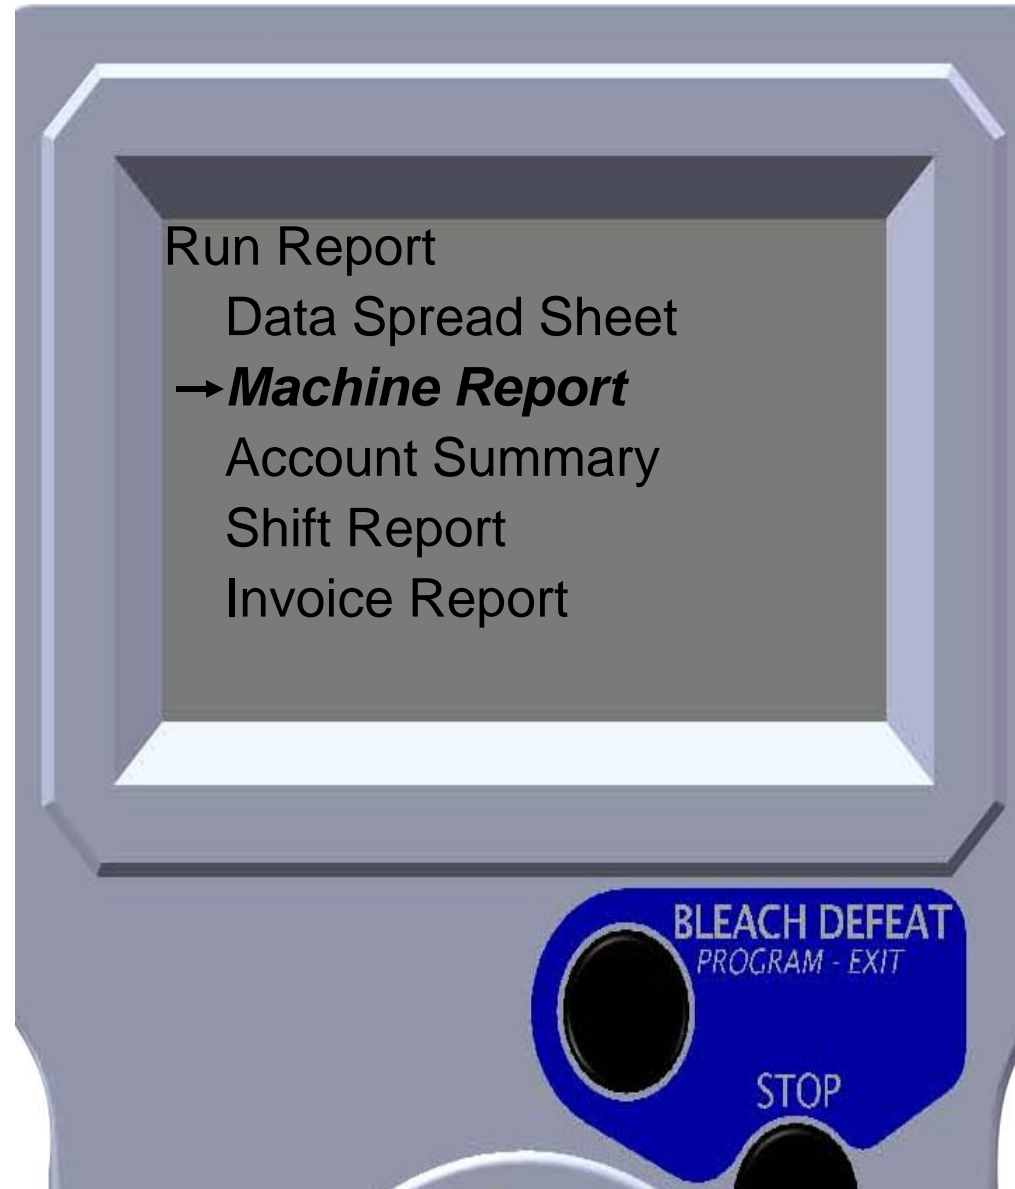 Run Report
Data Spread Sheet
→Machine Report
Account Summary
Shift Report
Invoice Report
BLEACH DEFEAT
PROGRAM - EXIT
STOP